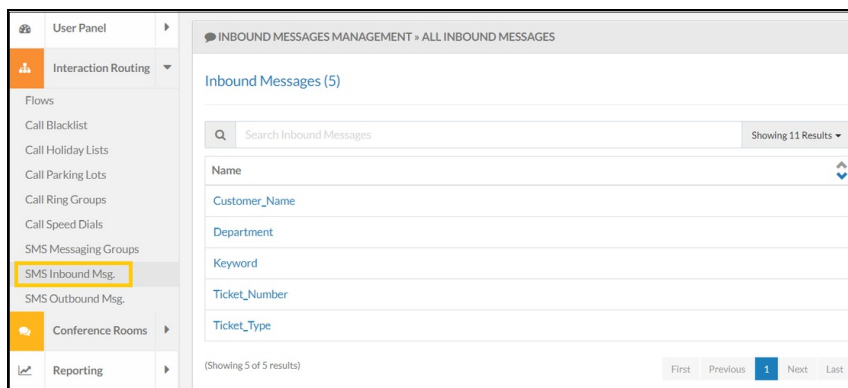 User Panel
INBOUND MESSAGES MANAGEMENT » ALL INBOUND MESSAGES
Interaction Routing
Inbound Messages (5)
Flows
Call Blacklist
Call Holiday Lists
Call Parking Lots
Call Ring Groups
Call Speed Dials
SMS Messaging Groups
SMS Inbound Msg.
SMS Outbound Msg.
Conference Rooms
Reporting
Search Inbound Messages
Showing 11 Results
Name
Customer_Name
Department
Keyword
Ticket_Number
Ticket_Type
(Showing 5 of 5 results)
First Previous 1 Next Last